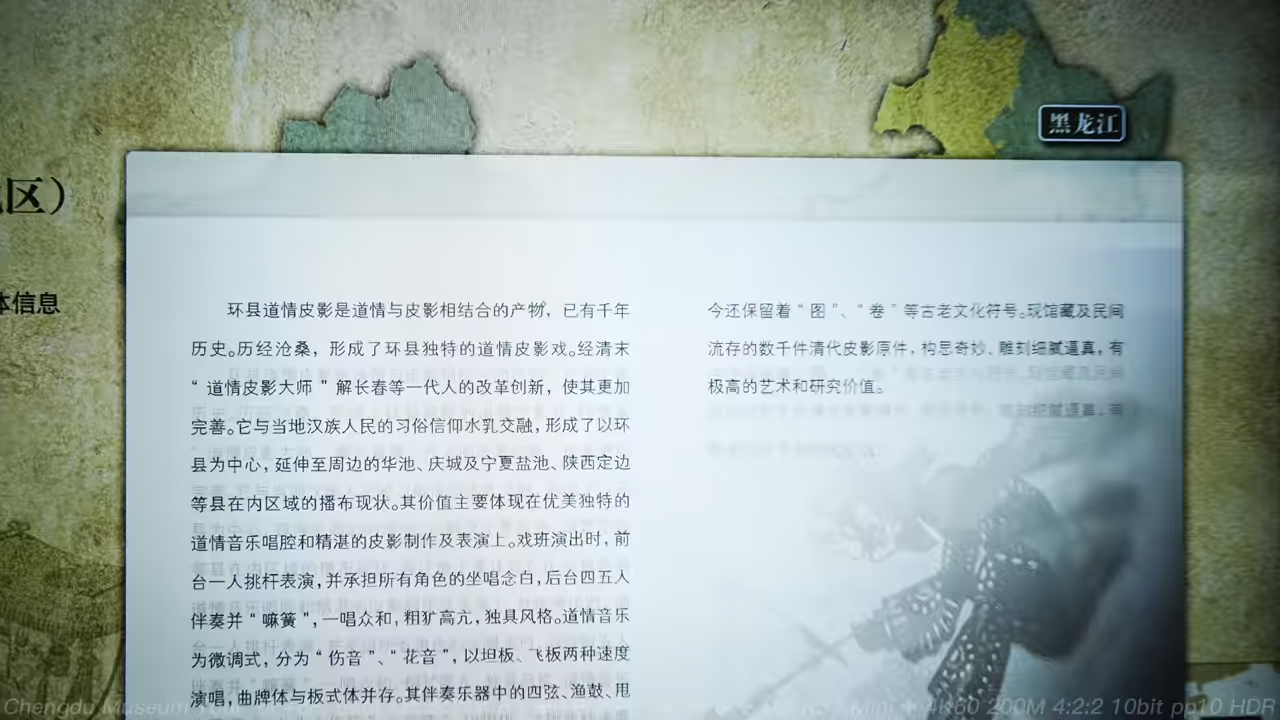 黑龙江
区）
体信息
环县道情皮影是道情与皮影相结合的产物，已有千年
历史。历经沧桑，形成了环县独特的道情皮影戏。经清末
“道情皮影大师”解长春等一代人的改革创新，使其更加
完善。它与当地汉族人民的习俗信仰水乳交融，形成了以环
县为中心，延伸至周边的华池、庆城及宁夏盐池、陕西定边
等县在内区域的播布现状。其价值主要体现在优美独特的
道情音乐唱腔和精湛的皮影制作及表演上。戏班演出时，前
台一人挑杆表演，并承担所有角色的坐唱念白，后台四五人
伴奏并“嘛簧”，一唱众和，粗犷高亢，独具风格。道情音乐
为微调式，分为“伤音”、“花音”，以坦板、飞板两种速度
演唱，曲牌体与板式体并存。其伴奏乐器中的四弦、渔鼓、甩
今还保留着“图”、“卷”等古老文化符号。现馆藏及民间
流存的数千件清代皮影原件，构思奇妙、雕刻细腻逼真，有
极高的艺术和研究价值。
Chengdu Museum
Mini + 4K60 200M 4:2:2 10bit pp10 HDR